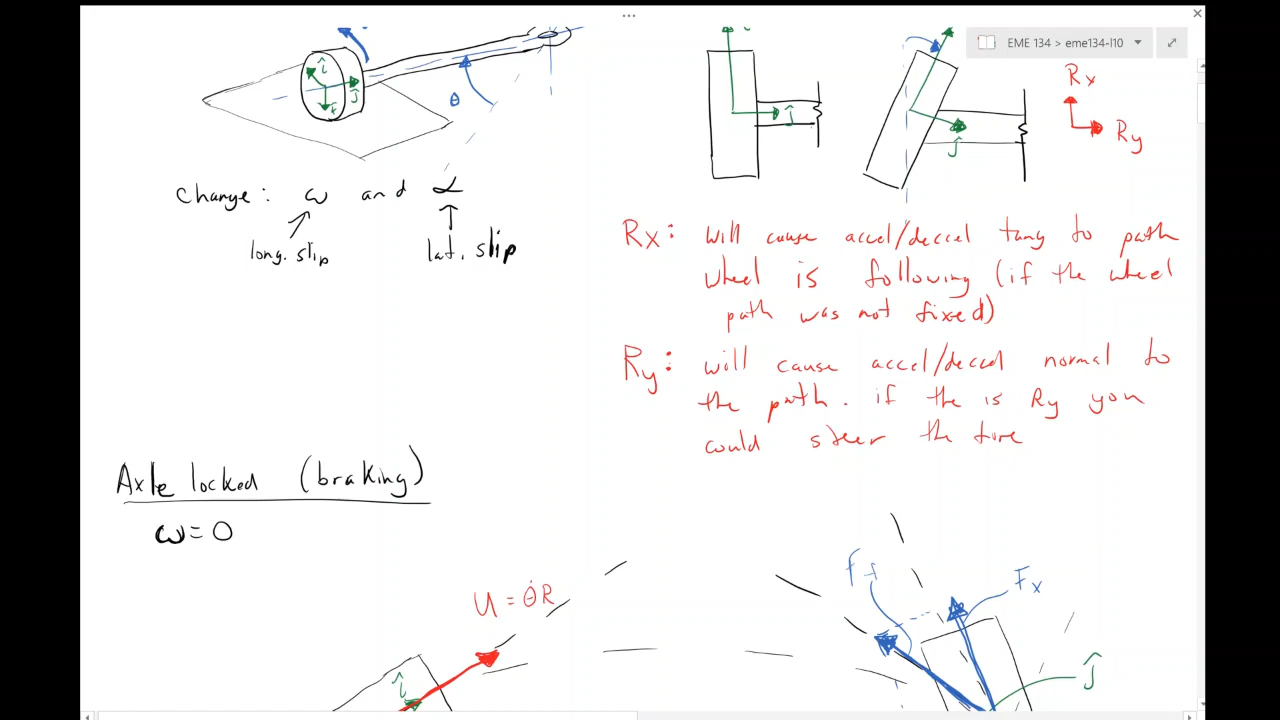 EME 134 > eme134-l10
î
ĵ
k̂
θ
ĵ
ĵ
Rx
Ry
Change: ω and α
long. slip
lat. slip
Rx: will cause accel/deccel tang to path
wheel is following (if the wheel
path was not fixed)
Ry: will cause accel/deccel normal to
the path. if the is Ry you
could steer the tire
Axle locked (braking)
ω = 0
u = θ̇R
î
Ff
Fx
ĵ